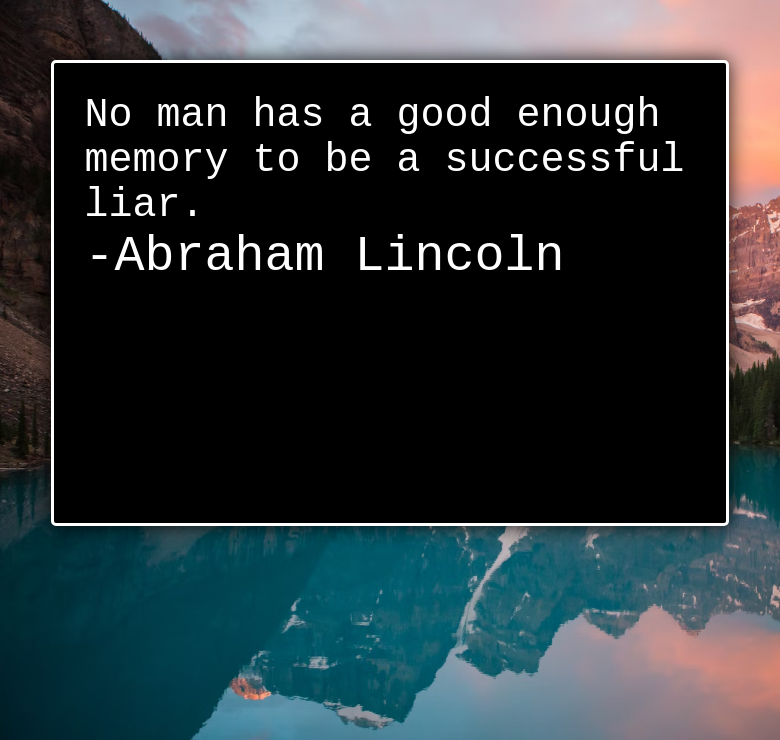 No man has a good enough
memory to be a successful
liar.
-Abraham Lincoln